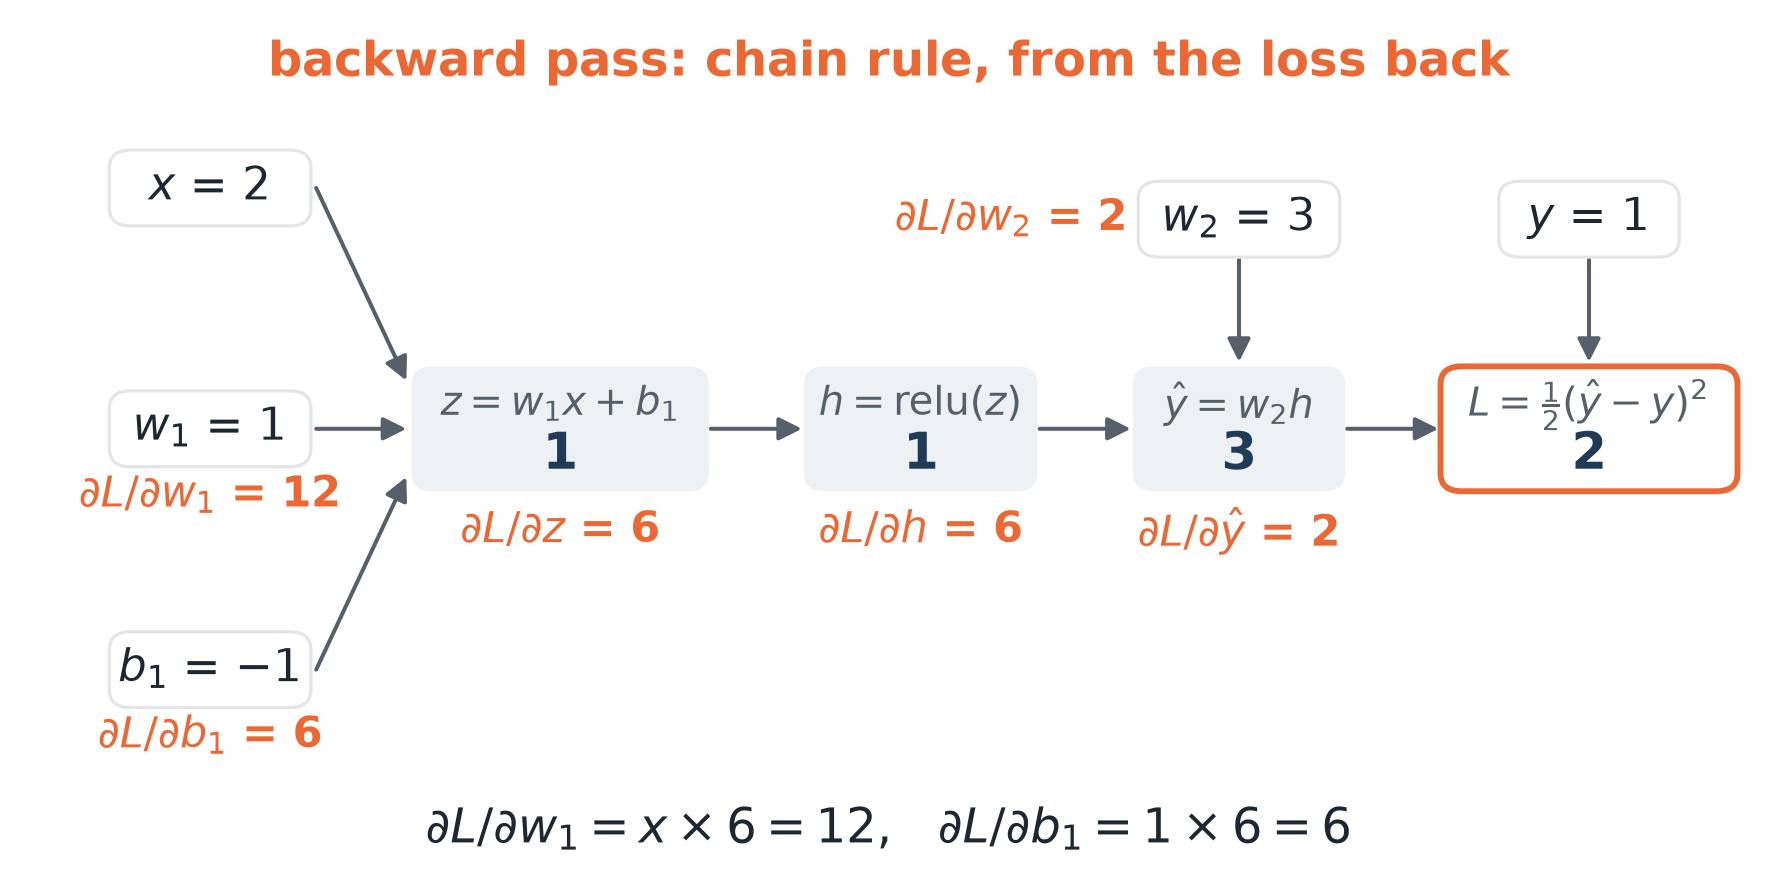 backward pass: chain rule, from the loss back
x = 2
∂L/∂w₂ = 2
w₂ = 3
y = 1
w₁ = 1
∂L/∂w₁ = 12
z = w₁x + b₁
1
∂L/∂z = 6
h = relu(z)
1
∂L/∂h = 6
ŷ = w₂h
3
∂L/∂ŷ = 2
L = ½(ŷ − y)²
2
b₁ = −1
∂L/∂b₁ = 6
∂L/∂w₁ = x × 6 = 12,   ∂L/∂b₁ = 1 × 6 = 6